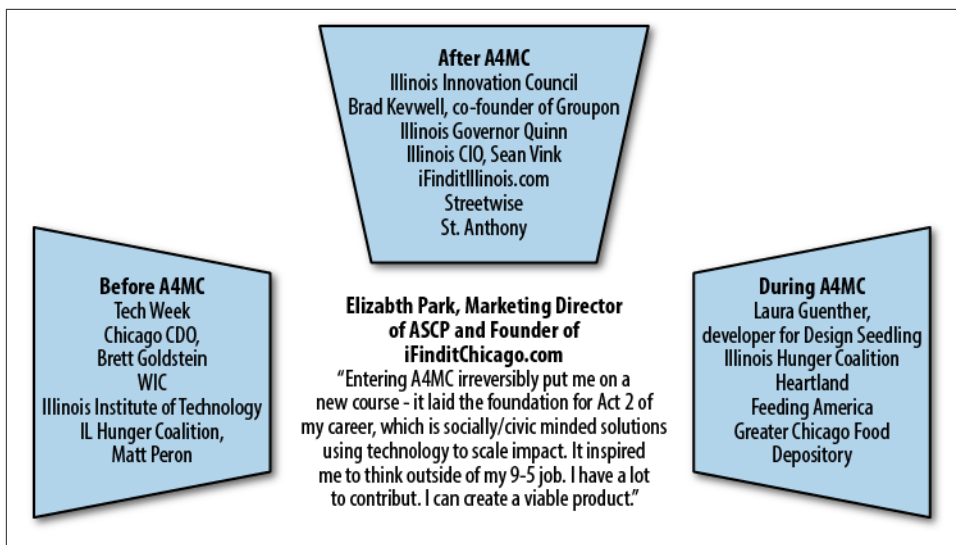 After A4MC
Illinois Innovation Council
Brad Kevwell, co-founder of Groupon
Illinois Governor Quinn
Illinois CIO, Sean Vink
iFinditIllinois.com
Streetwise
St. Anthony
Before A4MC
Tech Week
Chicago CDO,
Brett Goldstein
WIC
Illinois Institute of Technology
IL Hunger Coalition,
Matt Peron
Elizabth Park, Marketing Director
of ASCP and Founder of
iFinditChicago.com
“Entering A4MC irreversibly put me on a
new course - it laid the foundation for Act 2 of
my career, which is socially/civic minded solutions
using technology to scale impact. It inspired
me to think outside of my 9-5 job. I have a lot
to contribut. I can create a viable product.”
During A4MC
Laura Guenther,
developer for Design Seedling
Illinois Hunger Coalition
Heartland
Feeding America
Greater Chicago Food
Depository